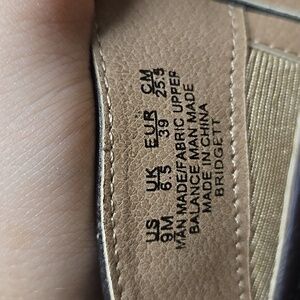 US UK EUR CM
9M 6.5 39 25.5
MAN MADE/FABRIC UPPER
BALANCE MAN MADE
MADE IN CHINA
BRIDGETT